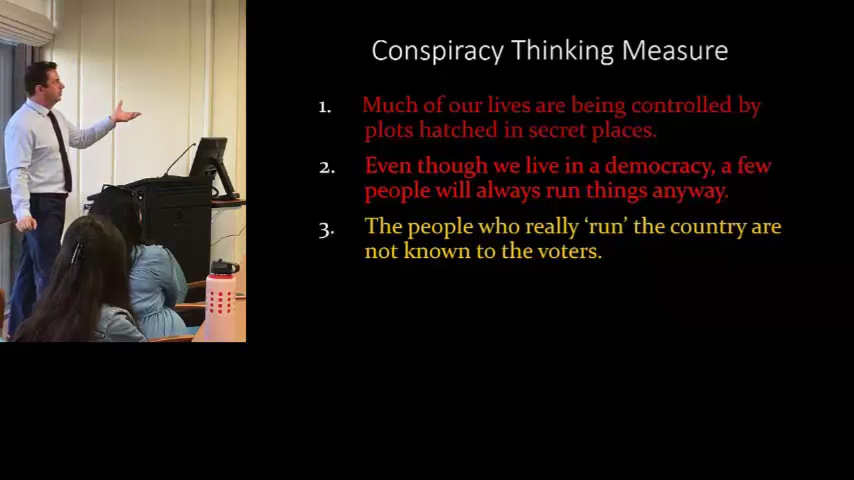 Conspiracy Thinking Measure
1. Much of our lives are being controlled by
plots hatched in secret places.
2. Even though we live in a democracy, a few
people will always run things anyway.
3. The people who really ‘run’ the country are
not known to the voters.